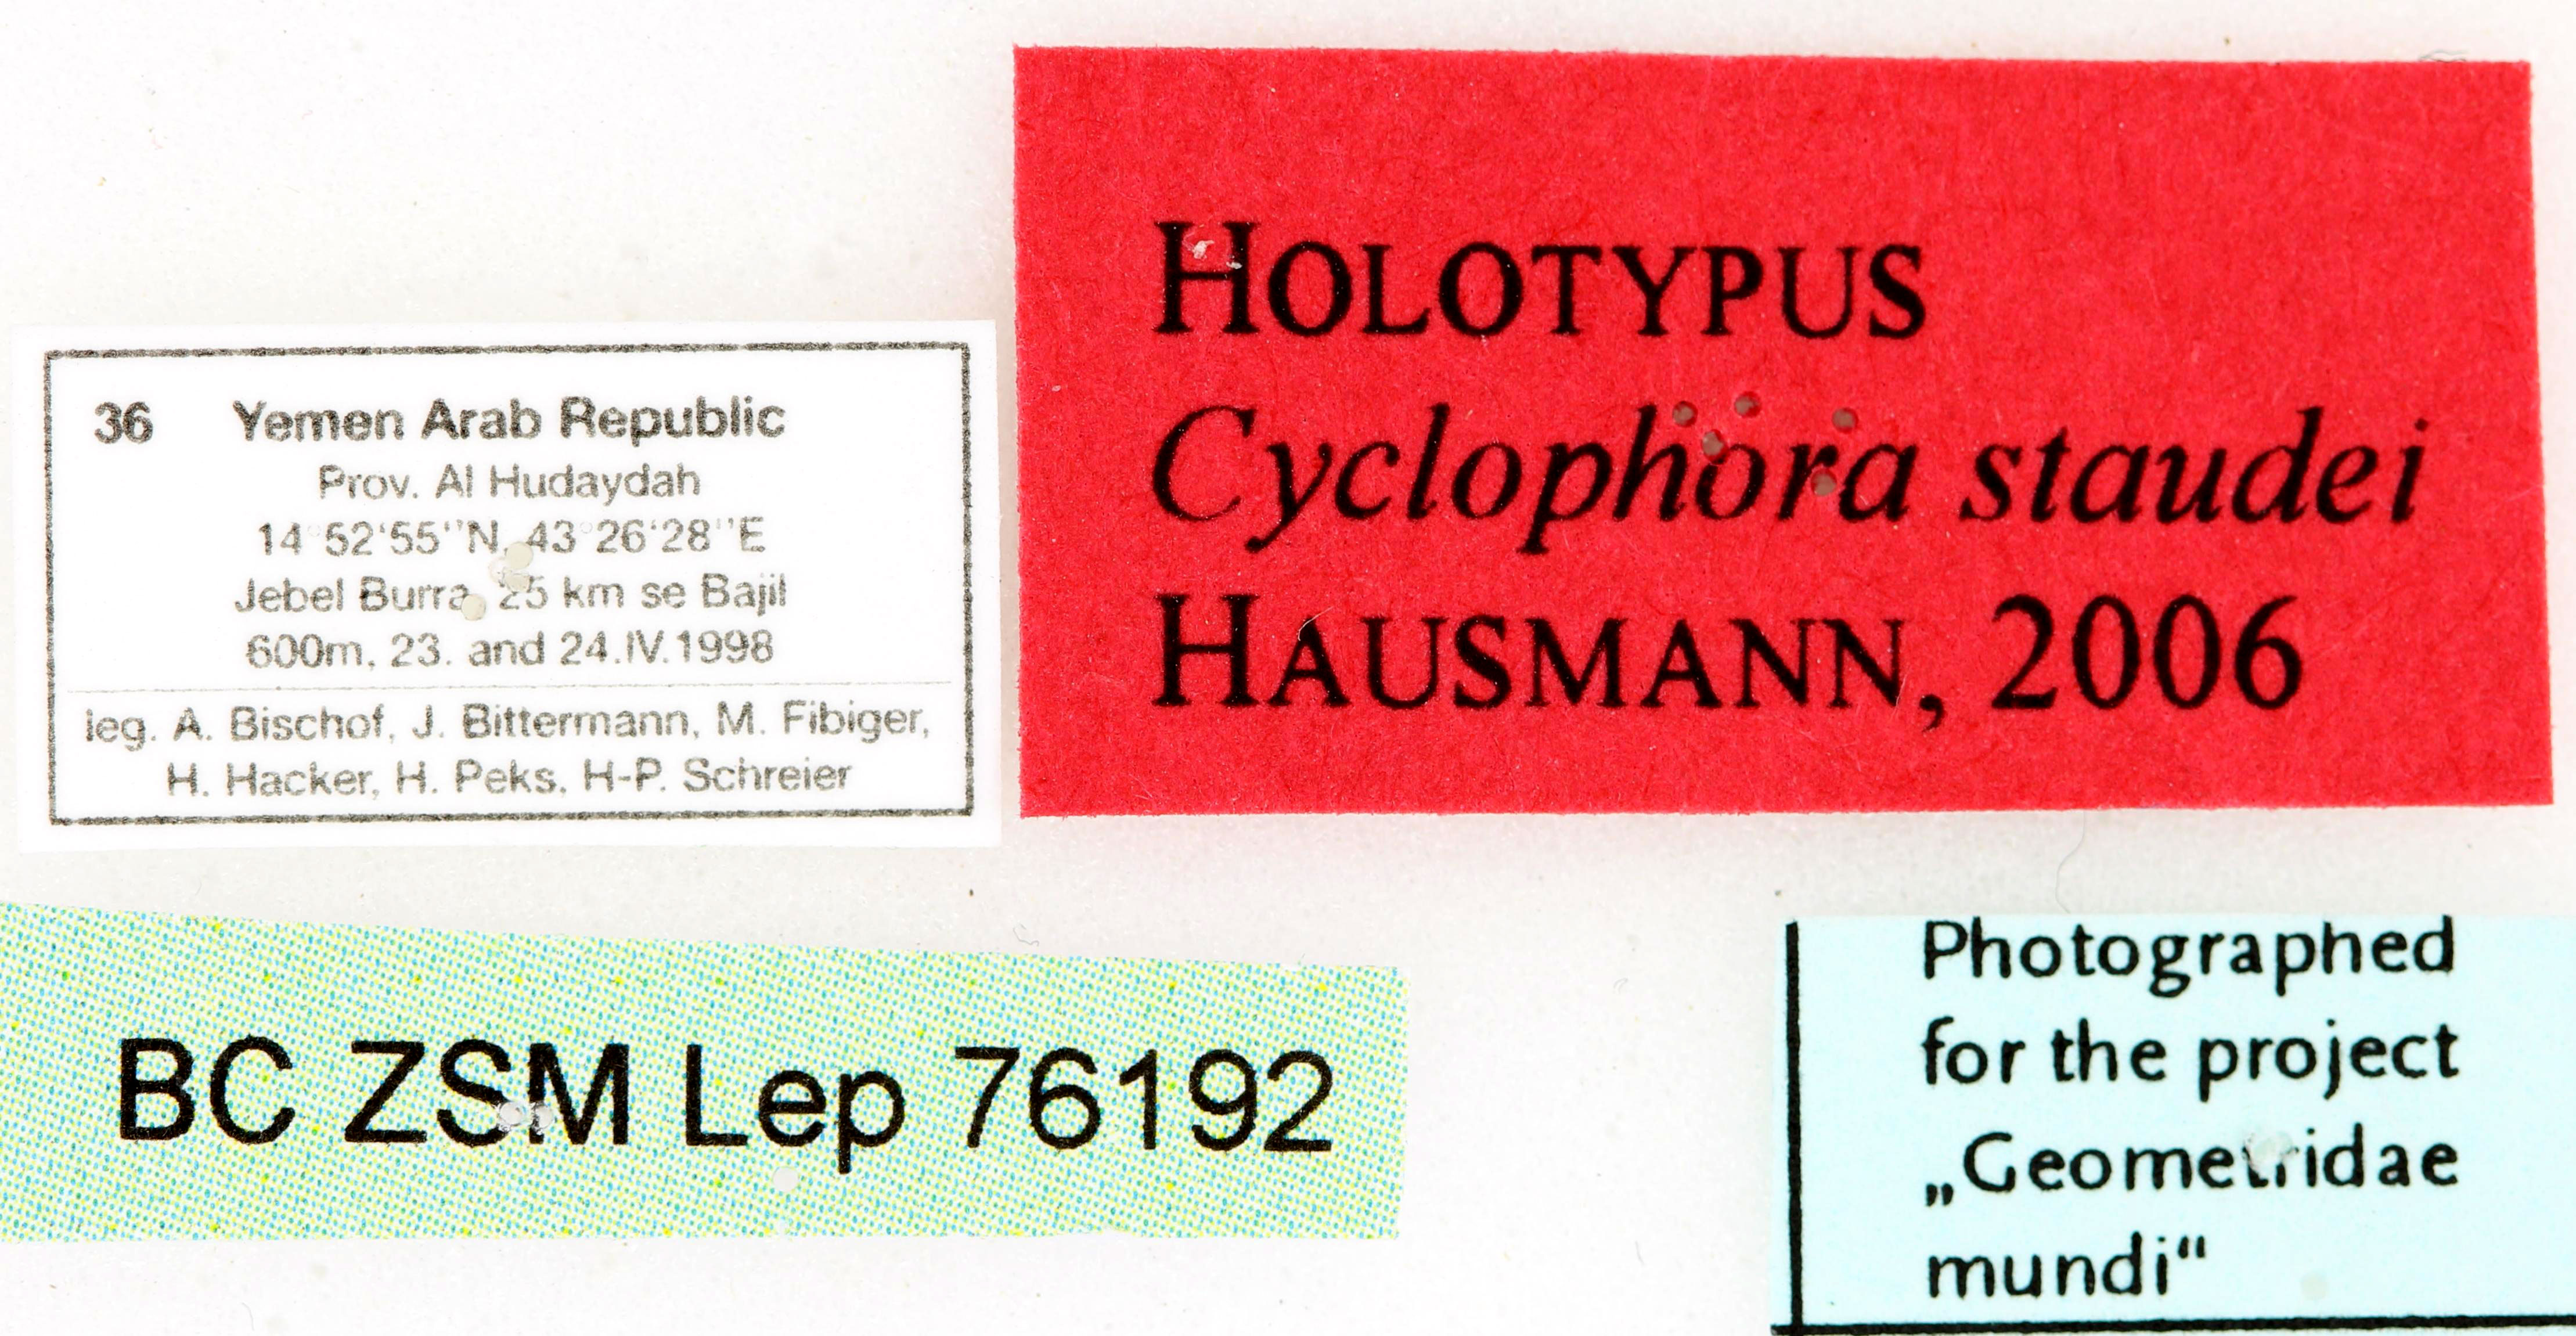 36 Yemen Arab Republic
Prov. Al Hudaydah
14°52'55''N, 43°26'28''E
Jebel Burra, 25 km se Bajil
600m, 23. and 24.IV.1998
leg. A. Bischof, J. Bittermann, M. Fibiger,
H. Hacker, H. Peks, H-P. Schreier
HOLOTYPUS
Cyclophora staudei
HAUSMANN, 2006
BC ZSM Lep 76192
Photographed
for the project
„Geometridae
mundi“